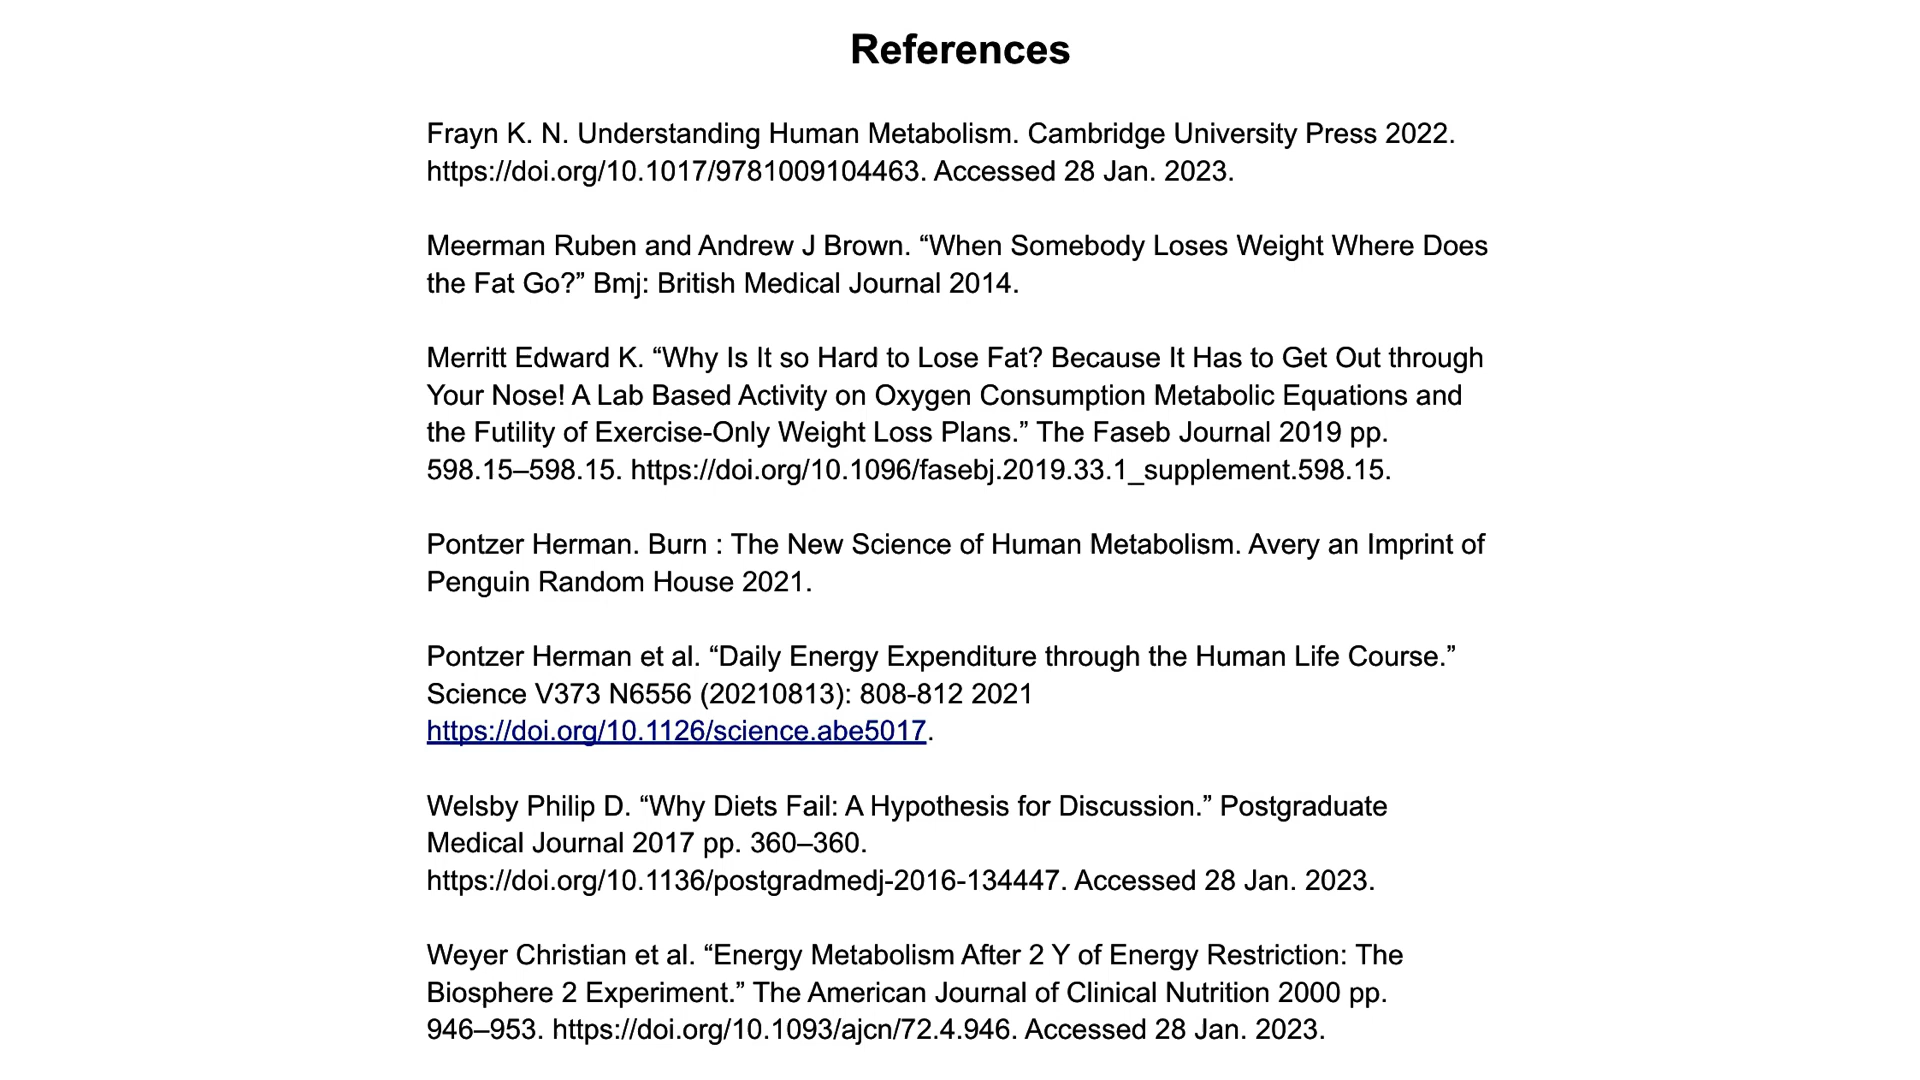 References
Frayn K. N. Understanding Human Metabolism. Cambridge University Press 2022.
https://doi.org/10.1017/9781009104463. Accessed 28 Jan. 2023.
Meerman Ruben and Andrew J Brown. “When Somebody Loses Weight Where Does
the Fat Go?” Bmj: British Medical Journal 2014.
Merritt Edward K. “Why Is It so Hard to Lose Fat? Because It Has to Get Out through
Your Nose! A Lab Based Activity on Oxygen Consumption Metabolic Equations and
the Futility of Exercise-Only Weight Loss Plans.” The Faseb Journal 2019 pp.
598.15–598.15. https://doi.org/10.1096/fasebj.2019.33.1_supplement.598.15.
Pontzer Herman. Burn : The New Science of Human Metabolism. Avery an Imprint of
Penguin Random House 2021.
Pontzer Herman et al. “Daily Energy Expenditure through the Human Life Course.”
Science V373 N6556 (20210813): 808-812 2021
https://doi.org/10.1126/science.abe5017.
Welsby Philip D. “Why Diets Fail: A Hypothesis for Discussion.” Postgraduate
Medical Journal 2017 pp. 360–360.
https://doi.org/10.1136/postgradmedj-2016-134447. Accessed 28 Jan. 2023.
Weyer Christian et al. “Energy Metabolism After 2 Y of Energy Restriction: The
Biosphere 2 Experiment.” The American Journal of Clinical Nutrition 2000 pp.
946–953. https://doi.org/10.1093/ajcn/72.4.946. Accessed 28 Jan. 2023.